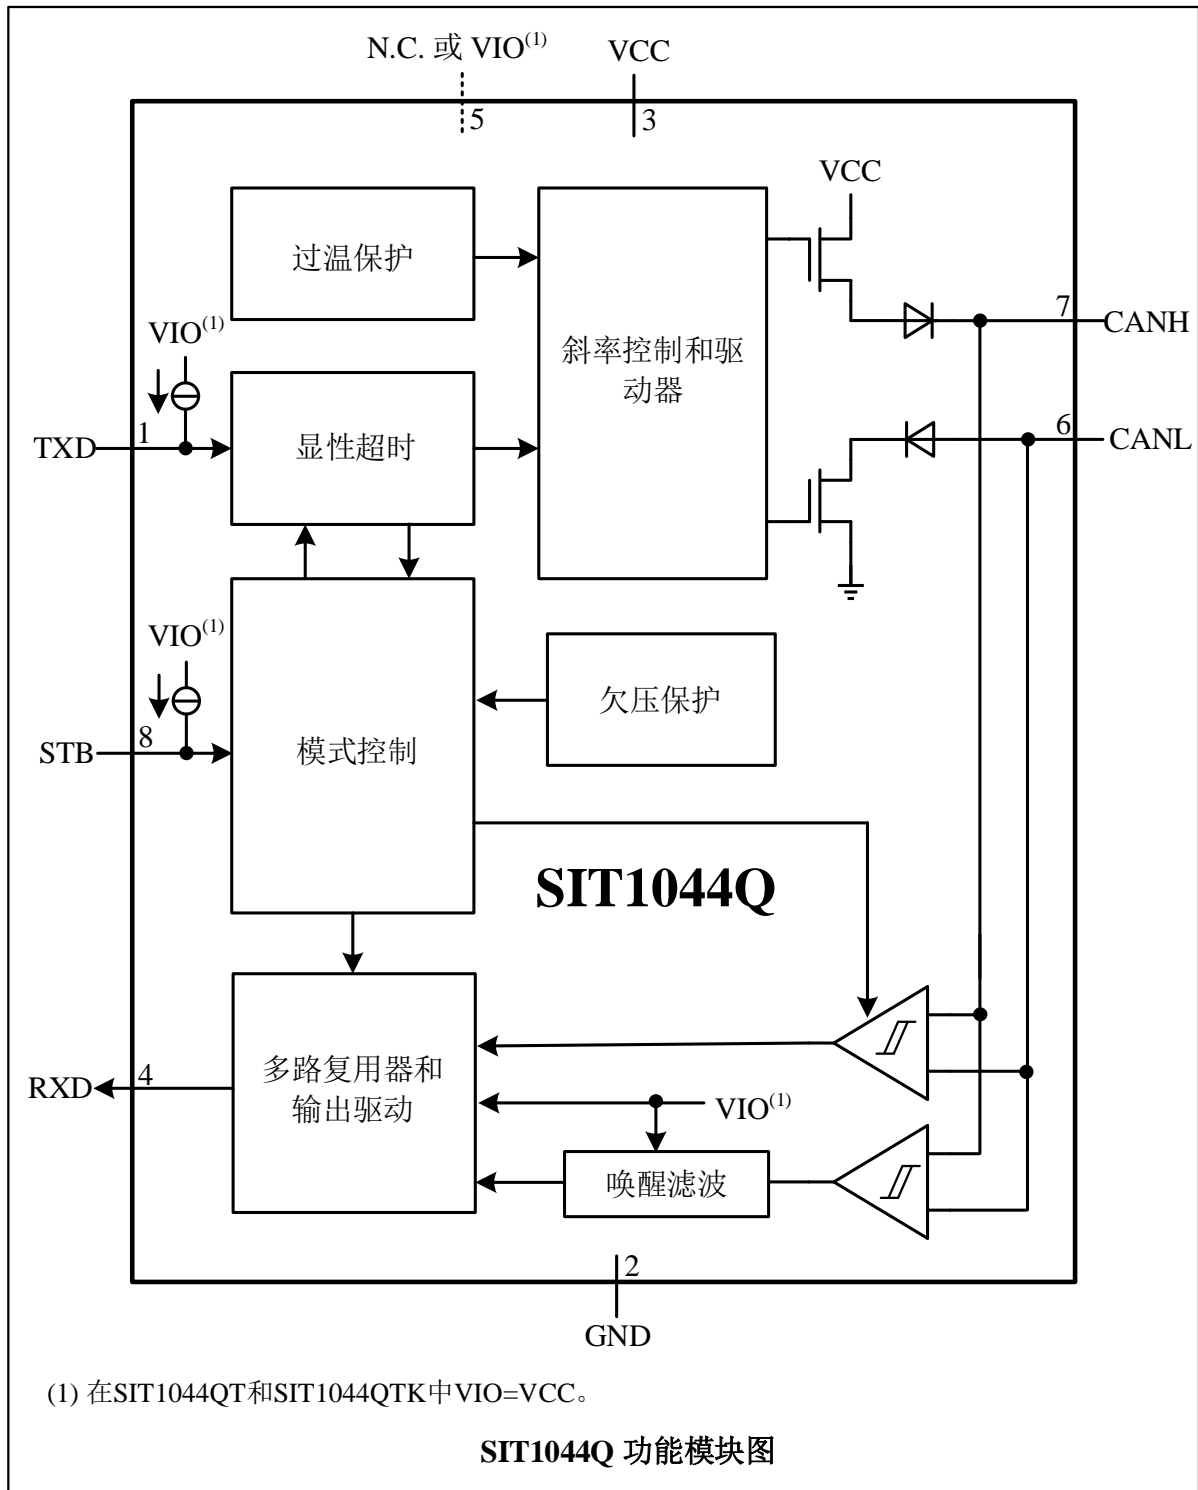 N.C. 或 VIO(1)
VCC
5
3
VCC
过温保护
7
CANH
VIO(1)
斜率控制和驱
动器
TXD
1
显性超时
6
CANL
VIO(1)
欠压保护
STB
8
模式控制
SIT1044Q
RXD
4
多路复用器和
输出驱动
VIO(1)
唤醒滤波
2
GND
(1) 在SIT1044QT和SIT1044QTK中VIO=VCC。
SIT1044Q 功能模块图